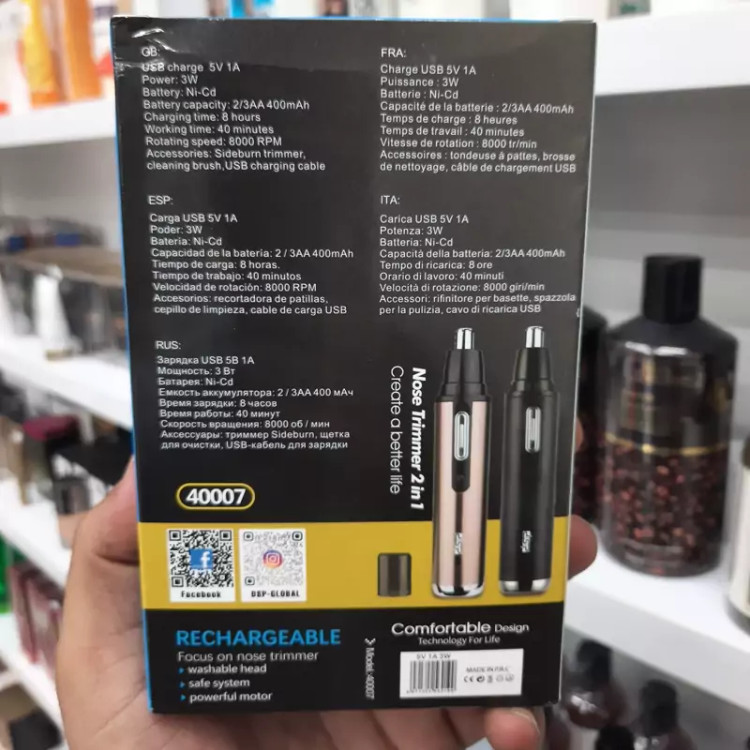 GB:
USB charge 5V 1A
Power: 3W
Battery: Ni-Cd
Battery capacity: 2/3AA 400mAh
Charging time: 8 hours
Working time: 40 minutes
Rotating speed: 8000 RPM
Accessories: Sideburn trimmer,
cleaning brush,USB charging cable
FRA:
Charge USB 5V 1A
Puissance : 3W
Batterie : Ni-Cd
Capacité de la batterie : 2/3AA 400mAh
Temps de charge : 8 heures
Temps de travail : 40 minutes
Vitesse de rotation : 8000 tr/min
Accessoires : tondeuse à pattes, brosse
de nettoyage, câble de chargement USB
ESP:
Carga USB 5V 1A
Poder: 3W
Bateria: Ni-Cd
Capacidad de la bateria: 2 / 3AA 400mAh
Tiempo de carga: 8 horas.
Tiempo de trabajo: 40 minutos
Velocidad de rotación: 8000 RPM
Accesorios: recortadora de patillas,
cepillo de limpieza, cable de carga USB
ITA:
Carica USB 5V 1A
Potenza: 3W
Batteria: Ni-Cd
Capacità della batteria: 2/3AA 400mAh
Tempo di ricarica: 8 ore
Orario di lavoro: 40 minuti
Velocità di rotazione: 8000 giri/min
Accessori: rifinitore per basette, spazzola
per la pulizia, cavo di ricarica USB
RUS:
Зарядка USB 5В 1А
Мощность: 3 Вт
Батарея: Ni-Cd
Емкость аккумулятора: 2 / 3AA 400 мАч
Время зарядки: 8 часов
Время работы: 40 минут
Скорость вращения: 8000 об / мин
Аксессуары: триммер Sideburn, щетка
для очистки, USB-кабель для зарядки
Nose Trimmer 2 in 1
Create a better life
40007
Facebook
DSP-GLOBAL
RECHARGEABLE
Focus on nose trimmer
washable head
safe system
powerful motor
Model: 40007
Comfortable Design
Technology For Life
5V 1A 3W
MADE IN P.R.C